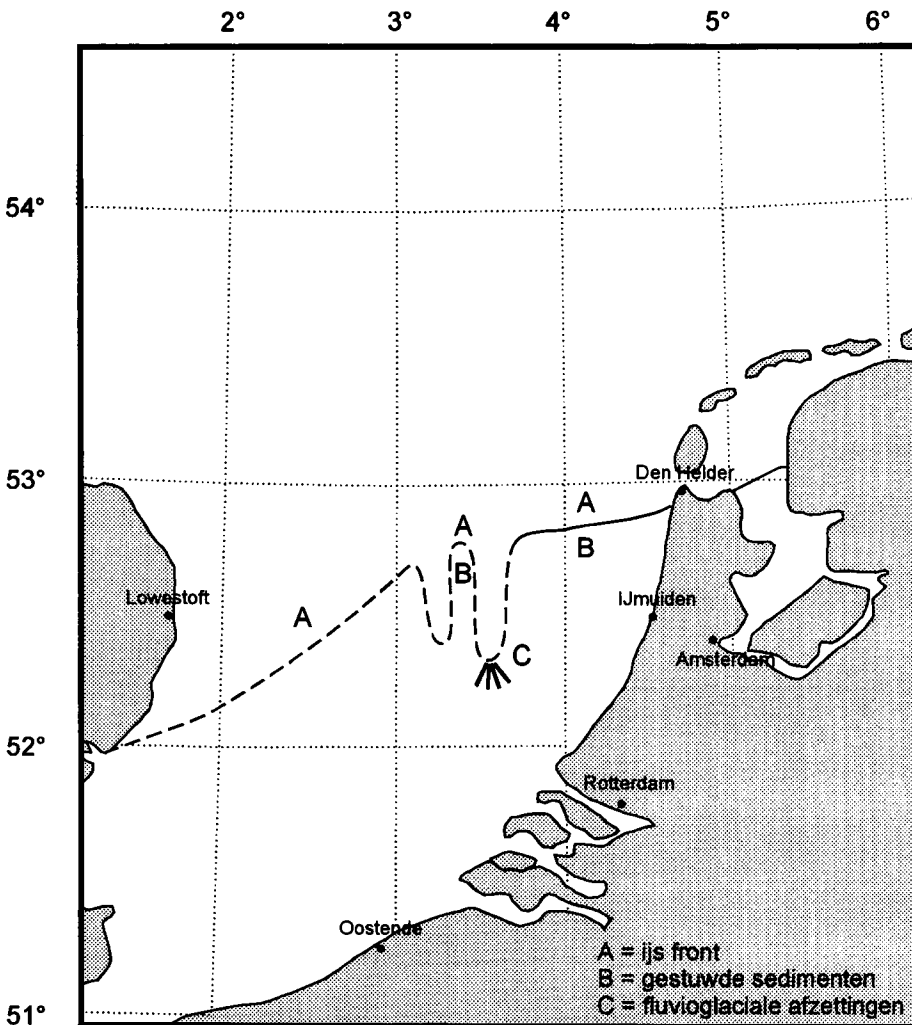 2° 3° 4° 5° 6°
54°
53°
Den Helder
A
A
B
B
Lowestoft
A
IJmuiden
C
Amsterdam
52°
Rotterdam
Oostende
A = ijs front
B = gestuwde sedimenten
C = fluvioglaciale afzettingen
51°